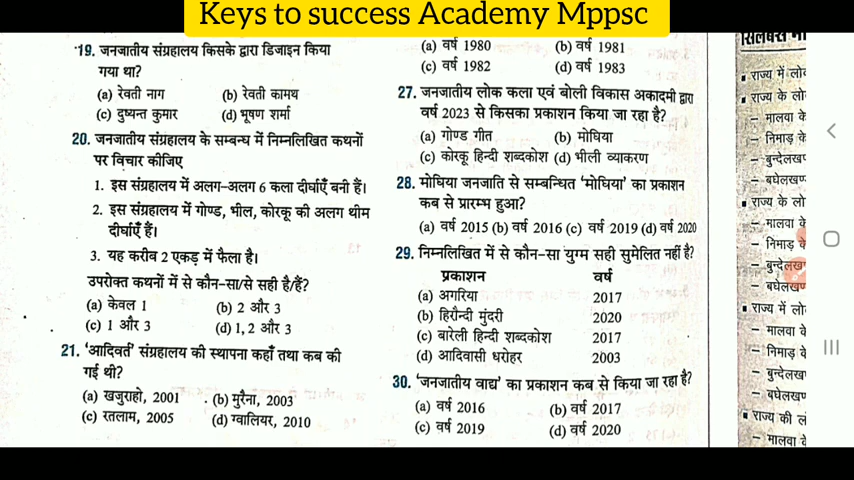 Keys to success Academy Mppsc
19. जनजातीय संग्रहालय किसके द्वारा डिजाइन किया
गया था?
(a) रेवती नाग (b) रेवती कामथ
(c) दुष्यन्त कुमार (d) भूषण शर्मा
20. जनजातीय संग्रहालय के सम्बन्ध में निम्नलिखित कथनों
पर विचार कीजिए
1. इस संग्रहालय में अलग-अलग 6 कला दीर्घाएँ बनी हैं।
2. इस संग्रहालय में गोण्ड, भील, कोरकू की अलग थीम
दीर्घाएँ हैं।
3. यह करीब 2 एकड़ में फैला है।
उपरोक्त कथनों में से कौन-सा/से सही है/हैं?
(a) केवल 1 (b) 2 और 3
(c) 1 और 3 (d) 1, 2 और 3
21. 'आदिवर्त' संग्रहालय की स्थापना कहाँ तथा कब की
गई थी?
(a) खजुराहो, 2001 (b) मुरैना, 2003
(c) रतलाम, 2005 (d) ग्वालियर, 2010
(a) वर्ष 1980 (b) वर्ष 1981
(c) वर्ष 1982 (d) वर्ष 1983
27. जनजातीय लोक कला एवं बोली विकास अकादमी द्वारा
वर्ष 2023 से किसका प्रकाशन किया जा रहा है?
(a) गोण्ड गीत (b) मोघिया
(c) कोरकू हिन्दी शब्दकोश (d) भीली व्याकरण
28. मोघिया जनजाति से सम्बन्धित 'मोघिया' का प्रकाशन
कब से प्रारम्भ हुआ?
(a) वर्ष 2015 (b) वर्ष 2016 (c) वर्ष 2019 (d) वर्ष 2020
29. निम्नलिखित में से कौन-सा युग्म सही सुमेलित नहीं है?
प्रकाशन वर्ष
(a) अगरिया 2017
(b) हिरौन्दी मुंदरी 2020
(c) बारेली हिन्दी शब्दकोश 2017
(d) आदिवासी धरोहर 2003
30. 'जनजातीय वाद्य' का प्रकाशन कब से किया जा रहा है?
(a) वर्ष 2016 (b) वर्ष 2017
(c) वर्ष 2019 (d) वर्ष 2020
राज्य में
राज्य के
– मालवा के
– निमाड़ के
– बुन्देलखण
– बघेलखण
राज्य के
– मालवा के
– निमाड़ के
– बघेलखण
राज्य में
– मालवा के
– निमाड़ के
– बुन्देलखण
– बघेलखण
राज्य की
– मालवा